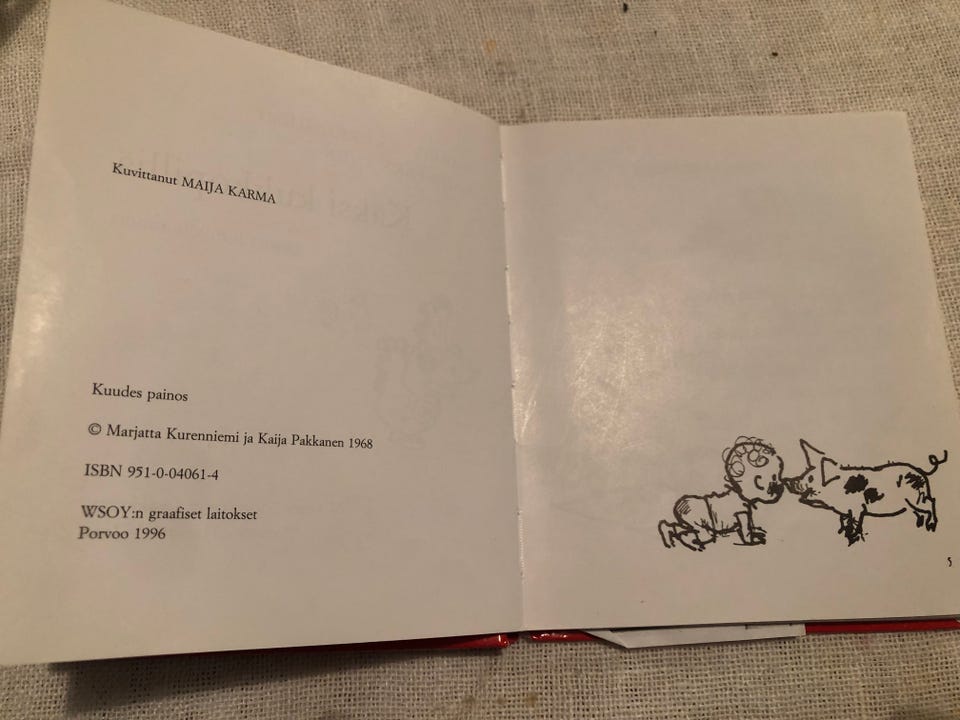 Kuvittanut MAIJA KARMA
Kuudes painos
© Marjatta Kurenniemi ja Kaija Pakkanen 1968
ISBN 951-0-04061-4
WSOY:n graafiset laitokset
Porvoo 1996
5